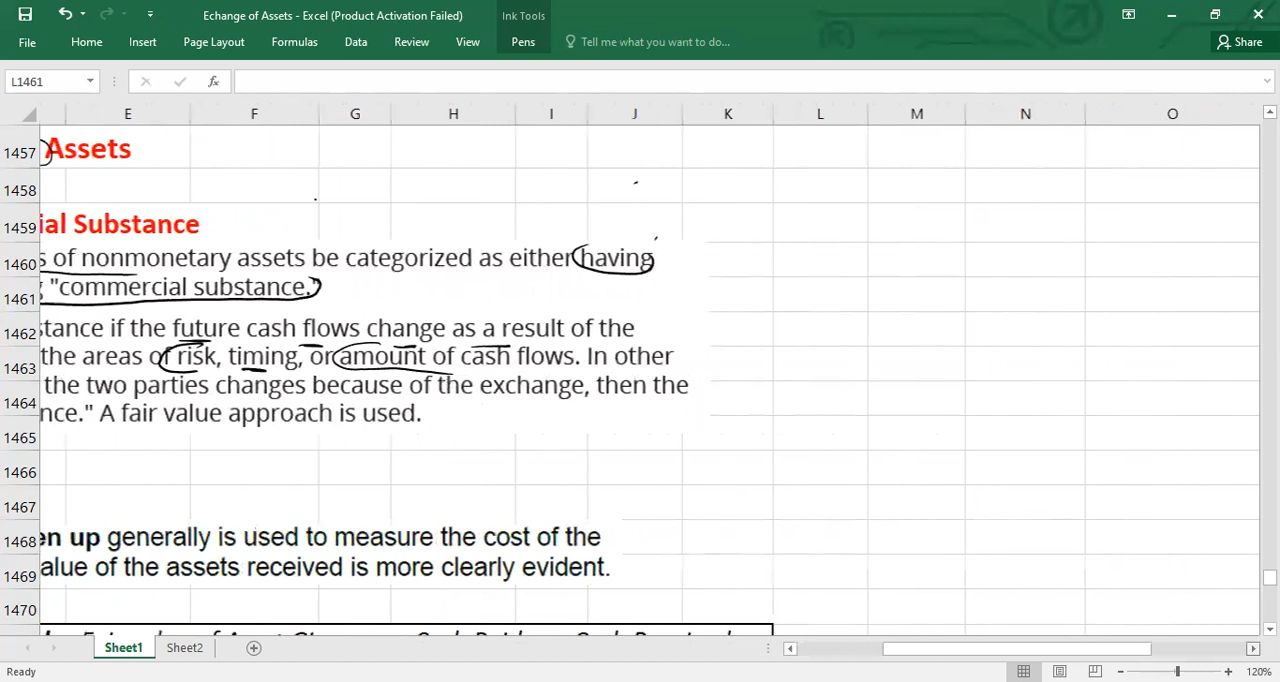 Echange of Assets - Excel (Product Activation Failed)
Ink Tools
File Home Insert Page Layout Formulas Data Review View Pens Tell me what you want to do... Share
L1461 fx
E F G H I J K L M N O
1457 Assets
1458
1459 ial Substance
1460 s of nonmonetary assets be categorized as either having
1461 "commercial substance."
1462 stance if the future cash flows change as a result of the
1463 the areas of risk, timing, or amount of cash flows. In other
1464 the two parties changes because of the exchange, then the
nce." A fair value approach is used.
1465
1466
1467
1468 en up generally is used to measure the cost of the
1469 alue of the assets received is more clearly evident.
1470
Sheet1 Sheet2
Ready 120%